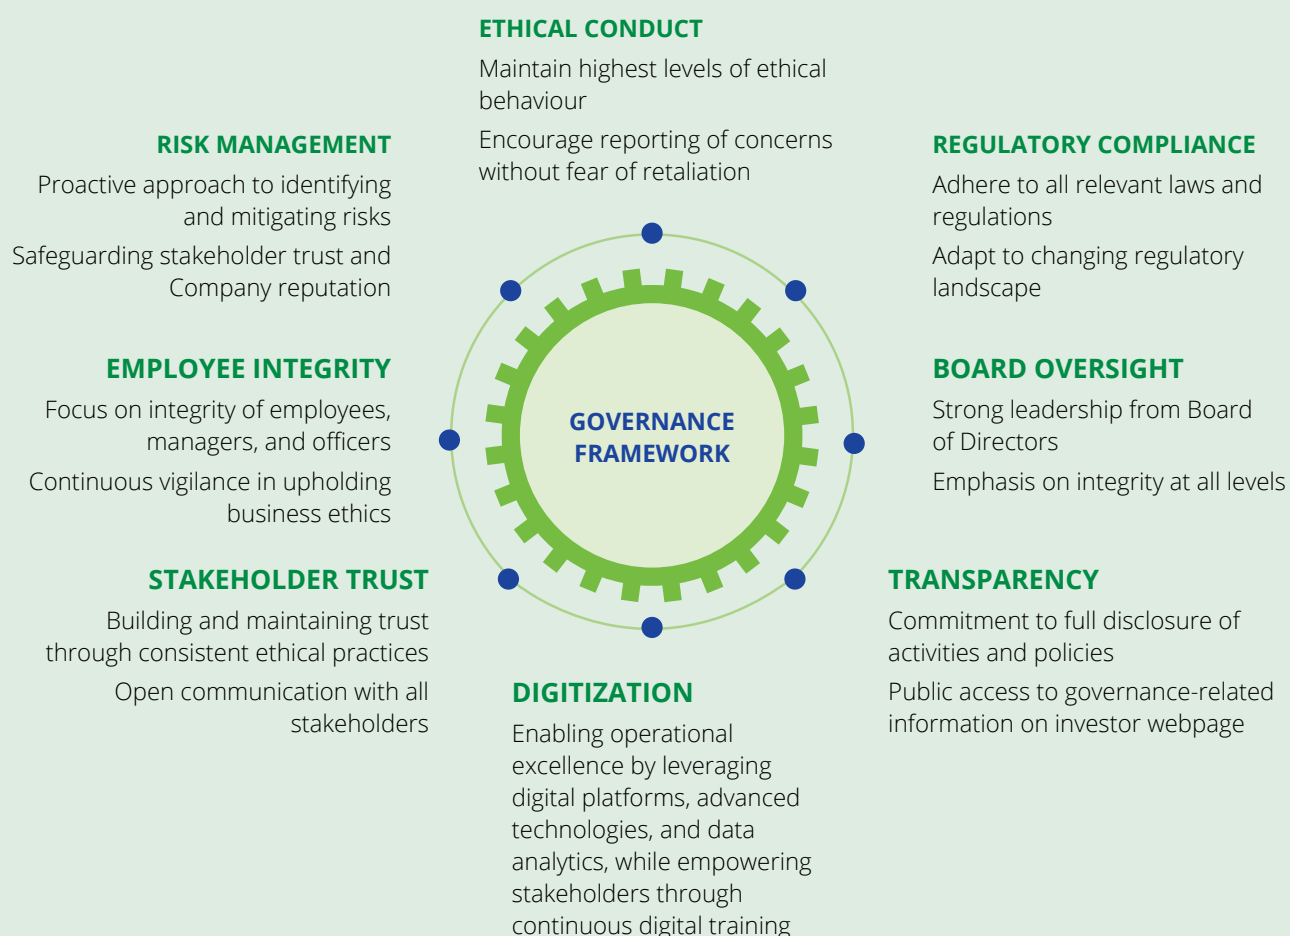 ETHICAL CONDUCT
Maintain highest levels of ethical
behaviour
Encourage reporting of concerns
without fear of retaliation
RISK MANAGEMENT
Proactive approach to identifying
and mitigating risks
Safeguarding stakeholder trust and
Company reputation
REGULATORY COMPLIANCE
Adhere to all relevant laws and
regulations
Adapt to changing regulatory
landscape
EMPLOYEE INTEGRITY
Focus on integrity of employees,
managers, and officers
Continuous vigilance in upholding
business ethics
GOVERNANCE
FRAMEWORK
BOARD OVERSIGHT
Strong leadership from Board
of Directors
Emphasis on integrity at all levels
STAKEHOLDER TRUST
Building and maintaining trust
through consistent ethical practices
Open communication with all
stakeholders
TRANSPARENCY
Commitment to full disclosure of
activities and policies
Public access to governance-related
information on investor webpage
DIGITIZATION
Enabling operational
excellence by leveraging
digital platforms, advanced
technologies, and data
analytics, while empowering
stakeholders through
continuous digital training